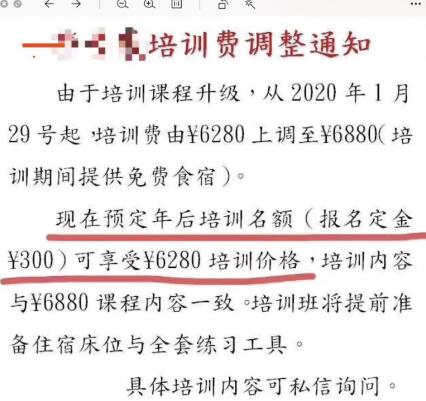 培训费调整通知
由于培训课程升级，从 2020 年 1 月
29 号起，培训费由¥6280 上调至¥6880(培
训期间提供免费食宿)。
现在预定年后培训名额（报名定金
¥300）可享受¥6280 培训价格，培训内容
与¥6880 课程内容一致。培训班将提前准
备住宿床位与全套练习工具。
具体培训内容可私信询问。